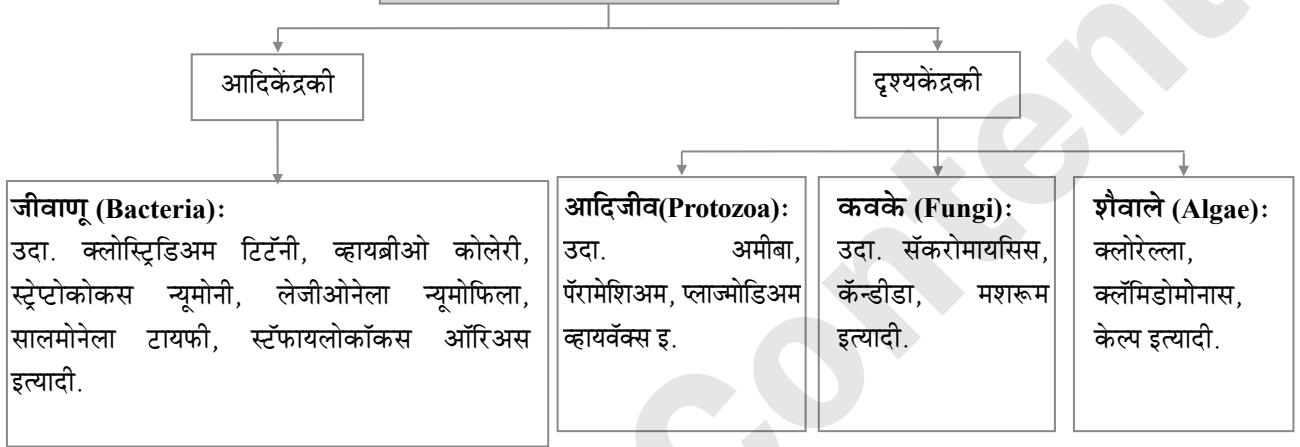 आदिकेंद्रकी
दृश्यकेंद्रकी
जीवाणू (Bacteria):
उदा. क्लोस्ट्रिडिअम टिटॅनी, व्हायब्रीओ कोलेरी,
स्ट्रेप्टोकोकस न्यूमोनी, लेजीओनेला न्यूमोफिला,
सालमोनेला टायफी, स्टॅफायलोकॉकस ऑरिअस
इत्यादी.
आदिजीव(Protozoa):
उदा. अमीबा,
पॅरामेशिअम, प्लाज्मोडिअम
व्हायवॅक्स इ.
कवके (Fungi):
उदा. सॅकरोमायसिस,
कॅन्डीडा, मशरूम
इत्यादी.
शैवाले (Algae):
क्लोरेल्ला,
क्लॅमिडोमोनास,
केल्प इत्यादी.
Content